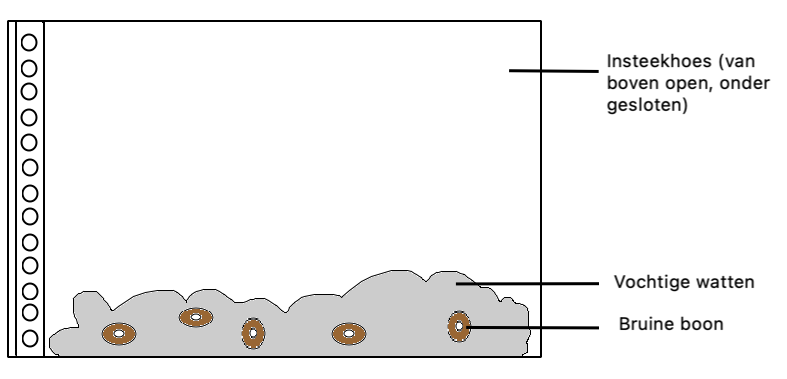 Insteekhoes (van
boven open, onder
gesloten)
Vochtige watten
Bruine boon